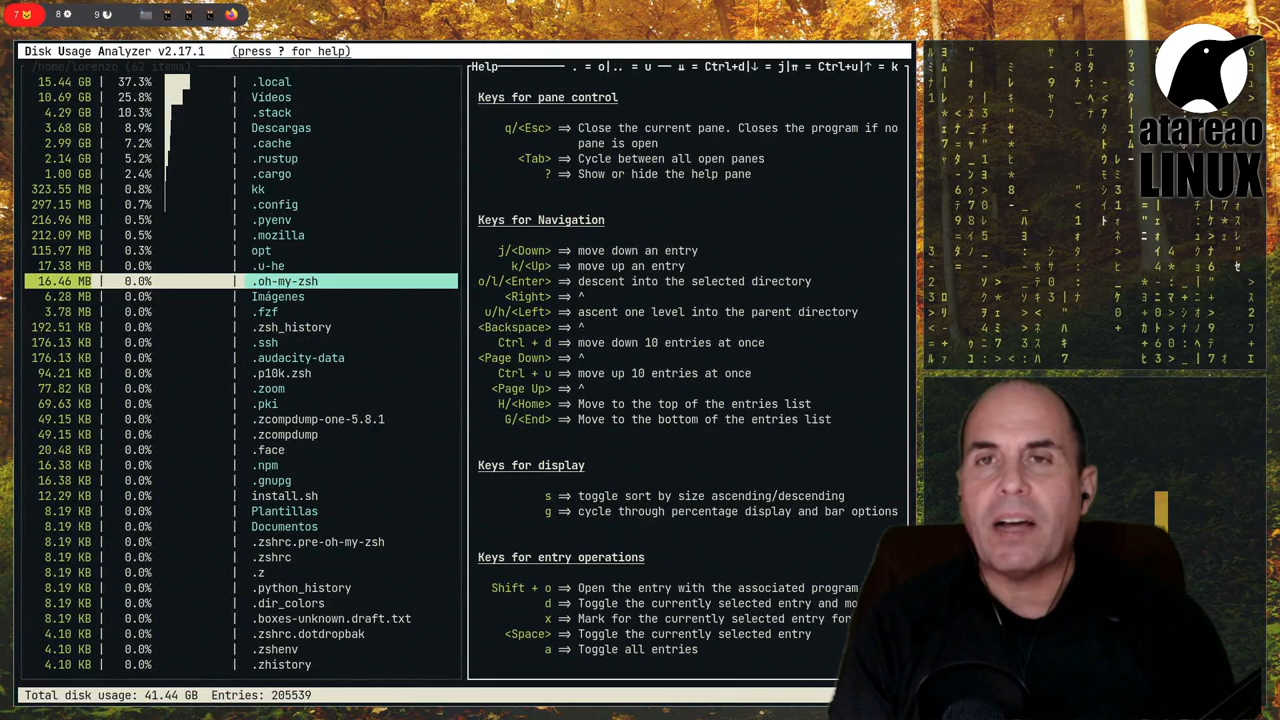 7 8 9
Disk Usage Analyzer v2.17.1 (press ? for help)
/home/lorenzo (62 items)
15.44 GB | 37.3% | .local
10.69 GB | 25.8% | Vídeos
4.29 GB | 10.3% | .stack
3.68 GB | 8.9% | Descargas
2.99 GB | 7.2% | .cache
2.14 GB | 5.2% | .rustup
1.00 GB | 2.4% | .cargo
323.55 MB | 0.8% | kk
297.15 MB | 0.7% | .config
216.96 MB | 0.5% | .pyenv
212.09 MB | 0.5% | .mozilla
115.97 MB | 0.3% | opt
17.38 MB | 0.0% | .u-he
16.46 MB | 0.0% | .oh-my-zsh
6.28 MB | 0.0% | Imágenes
3.78 MB | 0.0% | .fzf
192.51 KB | 0.0% | .zsh_history
176.13 KB | 0.0% | .ssh
176.13 KB | 0.0% | .audacity-data
94.21 KB | 0.0% | .p10k.zsh
77.82 KB | 0.0% | .zoom
69.63 KB | 0.0% | .pki
49.15 KB | 0.0% | .zcompdump-one-5.8.1
49.15 KB | 0.0% | .zcompdump
20.48 KB | 0.0% | .face
16.38 KB | 0.0% | .npm
16.38 KB | 0.0% | .gnupg
12.29 KB | 0.0% | install.sh
8.19 KB | 0.0% | Plantillas
8.19 KB | 0.0% | Documentos
8.19 KB | 0.0% | .zshrc.pre-oh-my-zsh
8.19 KB | 0.0% | .zshrc
8.19 KB | 0.0% | .z
8.19 KB | 0.0% | .python_history
8.19 KB | 0.0% | .dir_colors
8.19 KB | 0.0% | .boxes-unknown.draft.txt
4.10 KB | 0.0% | .zshrc.dotdropbak
4.10 KB | 0.0% | .zshenv
4.10 KB | 0.0% | .zhistory
Total disk usage: 41.44 GB Entries: 205539
Help . = o|.. = u ── ⇊ = Ctrl+d|↓ = j|⇈ = Ctrl+u|↑ = k
Keys for pane control
q/<Esc> => Close the current pane. Closes the program if no
pane is open
<Tab> => Cycle between all open panes
? => Show or hide the help pane
Keys for Navigation
j/<Down> => move down an entry
k/<Up> => move up an entry
o/l/<Enter> => descent into the selected directory
<Right> => ^
u/h/<Left> => ascent one level into the parent directory
<Backspace> => ^
Ctrl + d => move down 10 entries at once
<Page Down> => ^
Ctrl + u => move up 10 entries at once
<Page Up> => ^
H/<Home> => Move to the top of the entries list
G/<End> => Move to the bottom of the entries list
Keys for display
s => toggle sort by size ascending/descending
g => cycle through percentage display and bar options
Keys for entry operations
Shift + o => Open the entry with the associated program
d => Toggle the currently selected entry and mo
x => Mark for the currently selected entry for
<Space> => Toggle the currently selected entry
a => Toggle all entries
atareao
LINUX